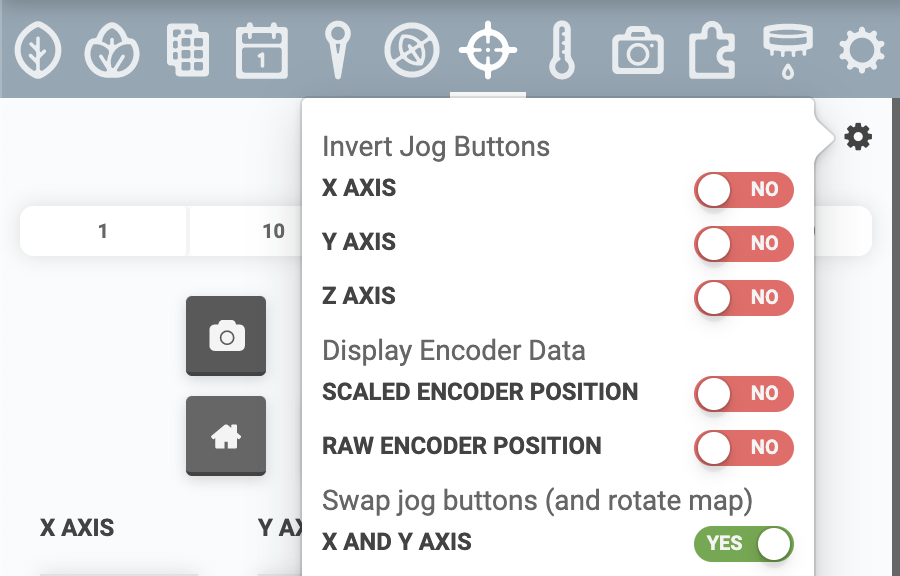 1
Invert Jog Buttons
X AXIS NO
1 10
Y AXIS NO
Z AXIS NO
Display Encoder Data
SCALED ENCODER POSITION NO
RAW ENCODER POSITION NO
Swap jog buttons (and rotate map)
X AXIS
X AND Y AXIS YES